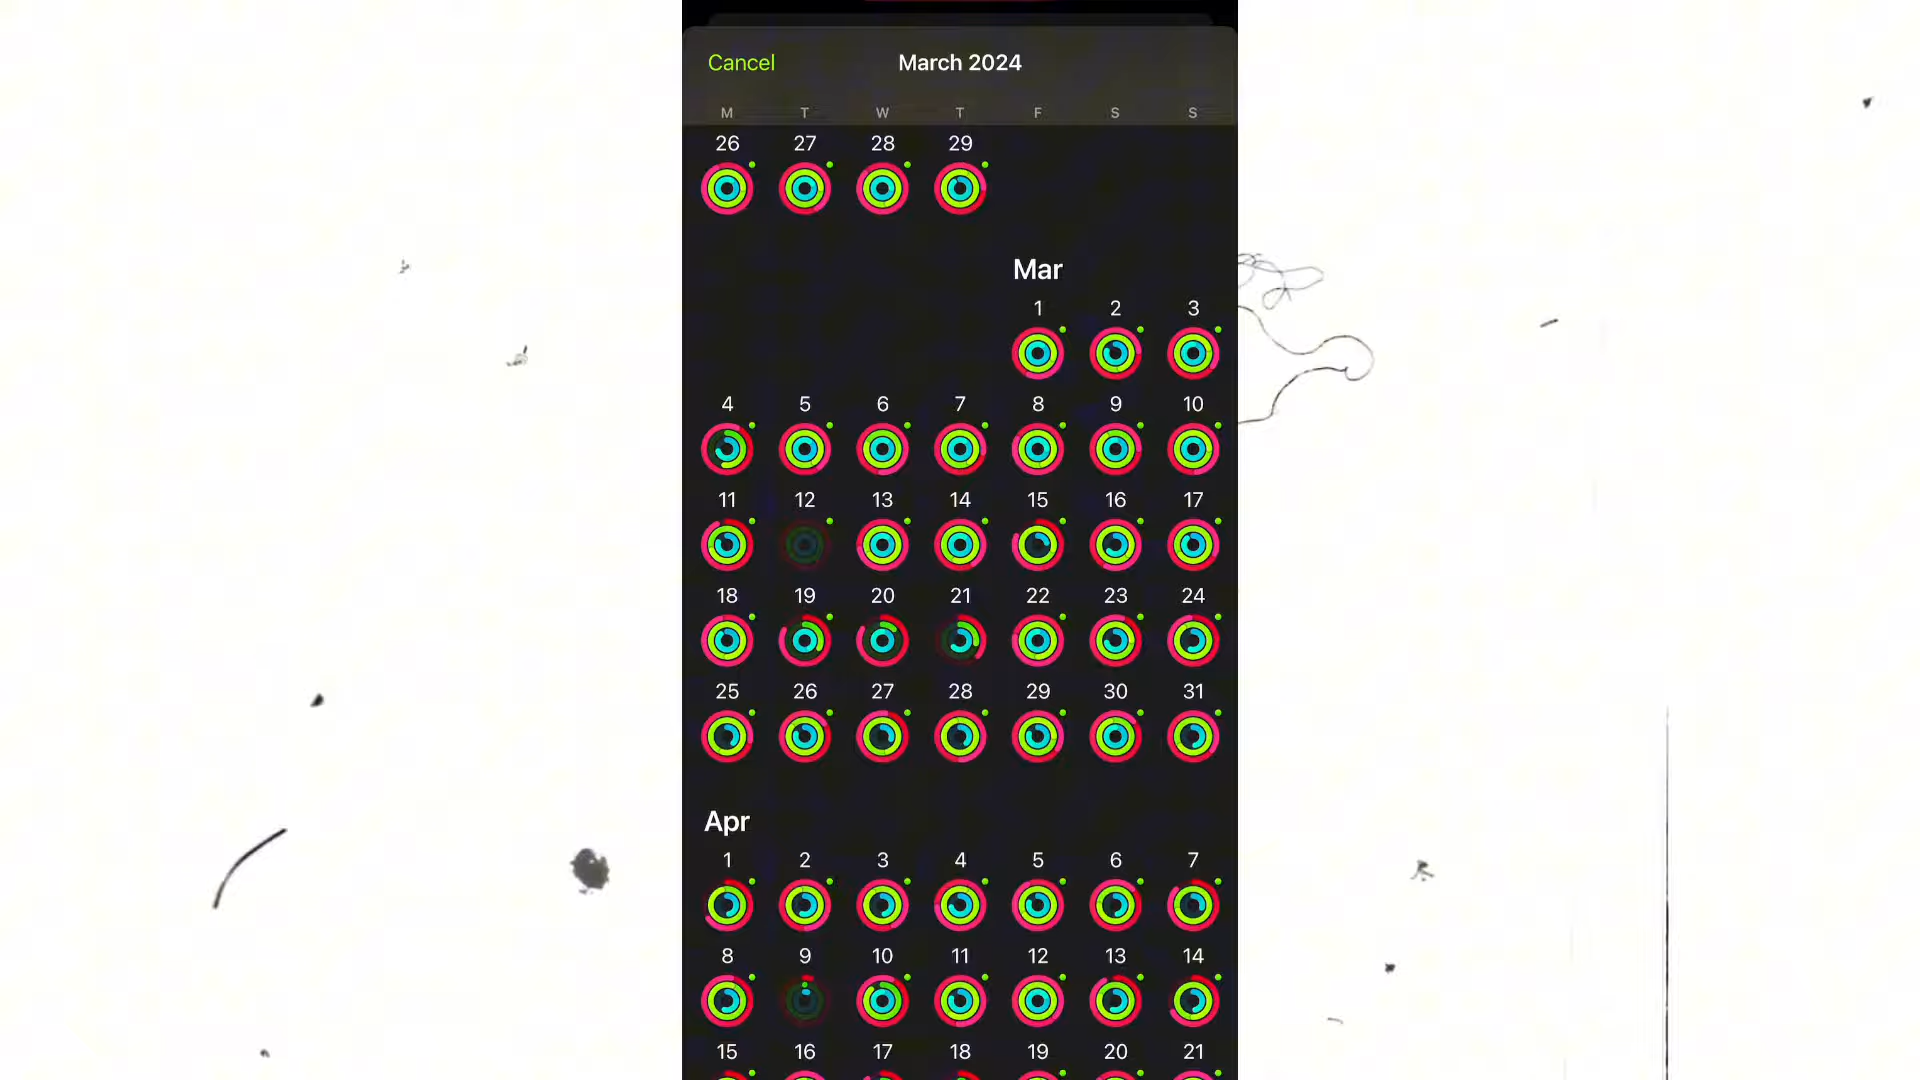 Cancel March 2024
M T W T F S S
26 27 28 29
Mar
1 2 3
4 5 6 7 8 9 10
11 12 13 14 15 16 17
18 19 20 21 22 23 24
25 26 27 28 29 30 31
Apr
1 2 3 4 5 6 7
8 9 10 11 12 13 14
15 16 17 18 19 20 21